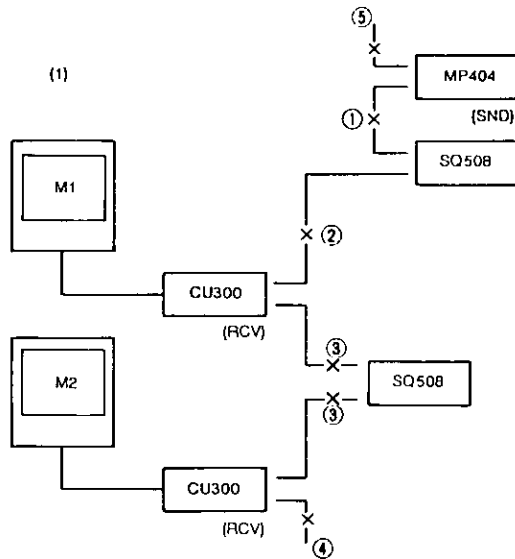 ⑤
(1)
MP404
①
(SND)
SQ508
M1
②
CU300
(RCV)
③
M2
SQ508
③
CU300
(RCV)
④